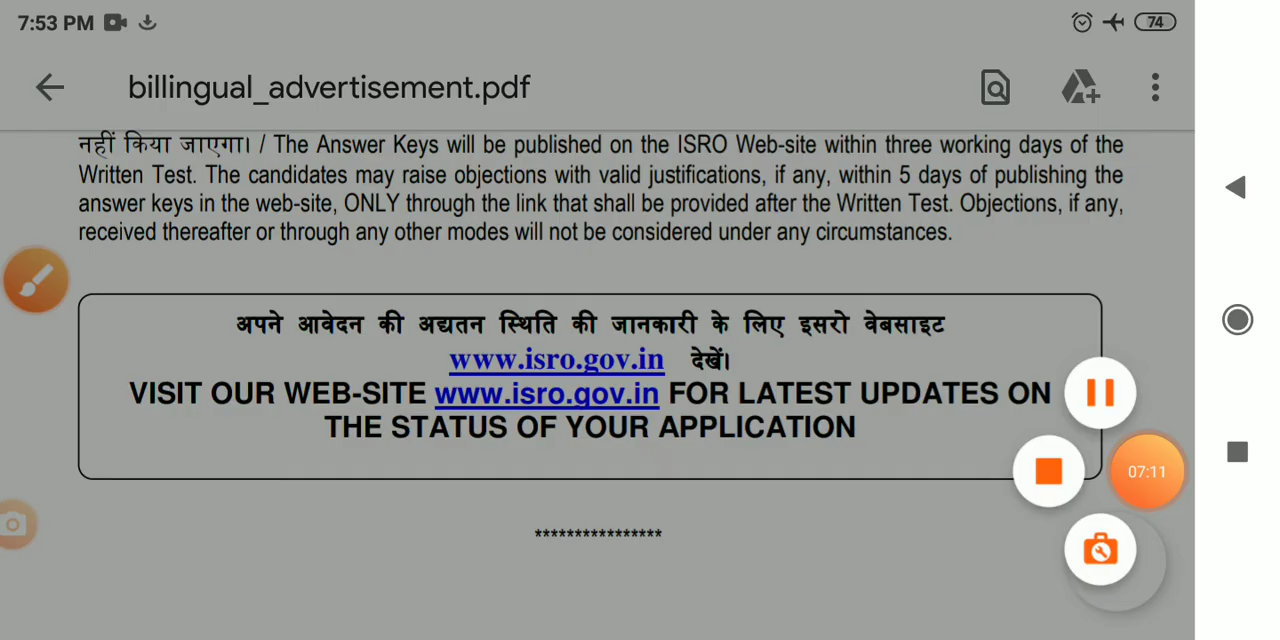 7:53 PM
74
billingual_advertisement.pdf
नहीं किया जाएगा। / The Answer Keys will be published on the ISRO Web-site within three working days of the
Written Test. The candidates may raise objections with valid justifications, if any, within 5 days of publishing the
answer keys in the web-site, ONLY through the link that shall be provided after the Written Test. Objections, if any,
received thereafter or through any other modes will not be considered under any circumstances.
अपने आवेदन की अद्यतन स्थिति की जानकारी के लिए इसरो वेबसाइट
www.isro.gov.in देखें।
VISIT OUR WEB-SITE www.isro.gov.in FOR LATEST UPDATES ON
THE STATUS OF YOUR APPLICATION
07:11
****************